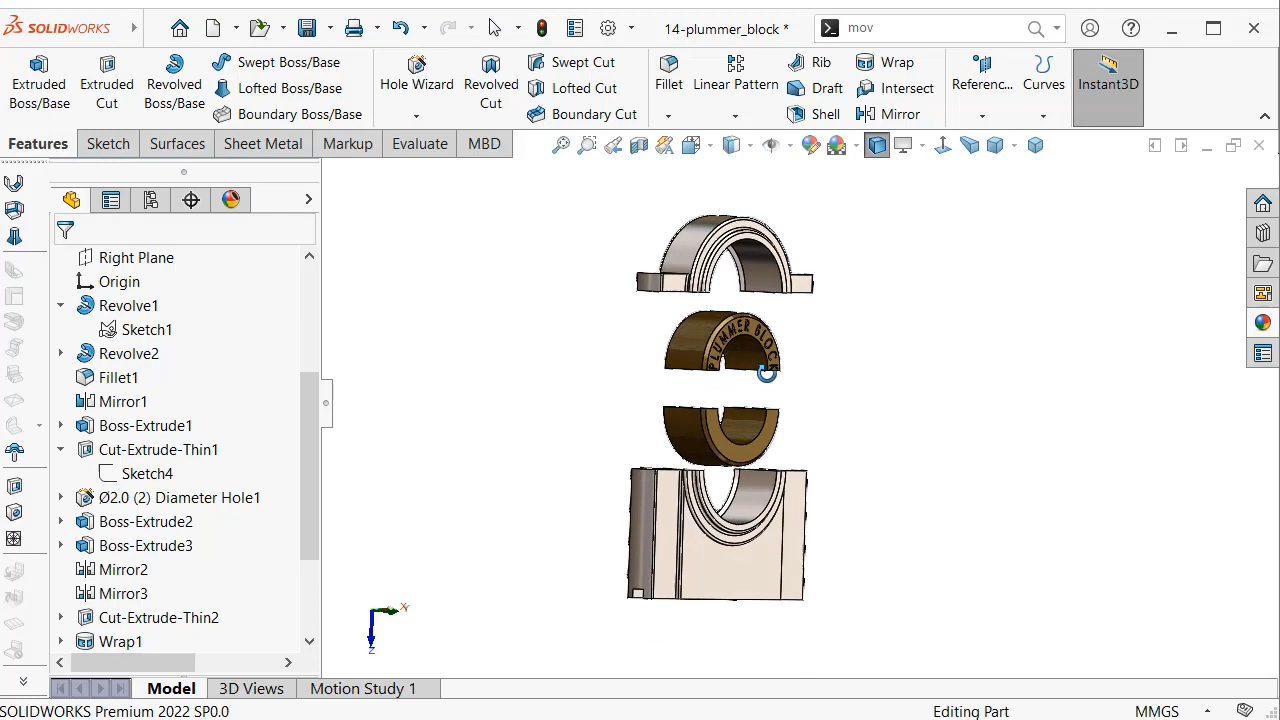 SOLIDWORKS
14-plummer_block *
mov
Extruded Boss/Base
Extruded Cut
Revolved Boss/Base
Swept Boss/Base
Lofted Boss/Base
Boundary Boss/Base
Hole Wizard
Revolved Cut
Swept Cut
Lofted Cut
Boundary Cut
Fillet
Linear Pattern
Rib
Draft
Shell
Wrap
Intersect
Mirror
Referenc...
Curves
Instant3D
Features
Sketch
Surfaces
Sheet Metal
Markup
Evaluate
MBD
Right Plane
Origin
Revolve1
Sketch1
Revolve2
Fillet1
Mirror1
Boss-Extrude1
Cut-Extrude-Thin1
Sketch4
Ø2.0 (2) Diameter Hole1
Boss-Extrude2
Boss-Extrude3
Mirror2
Mirror3
Cut-Extrude-Thin2
Wrap1
PLUMMER BLOCK
Z
Model
3D Views
Motion Study 1
SOLIDWORKS Premium 2022 SP0.0
Editing Part
MMGS